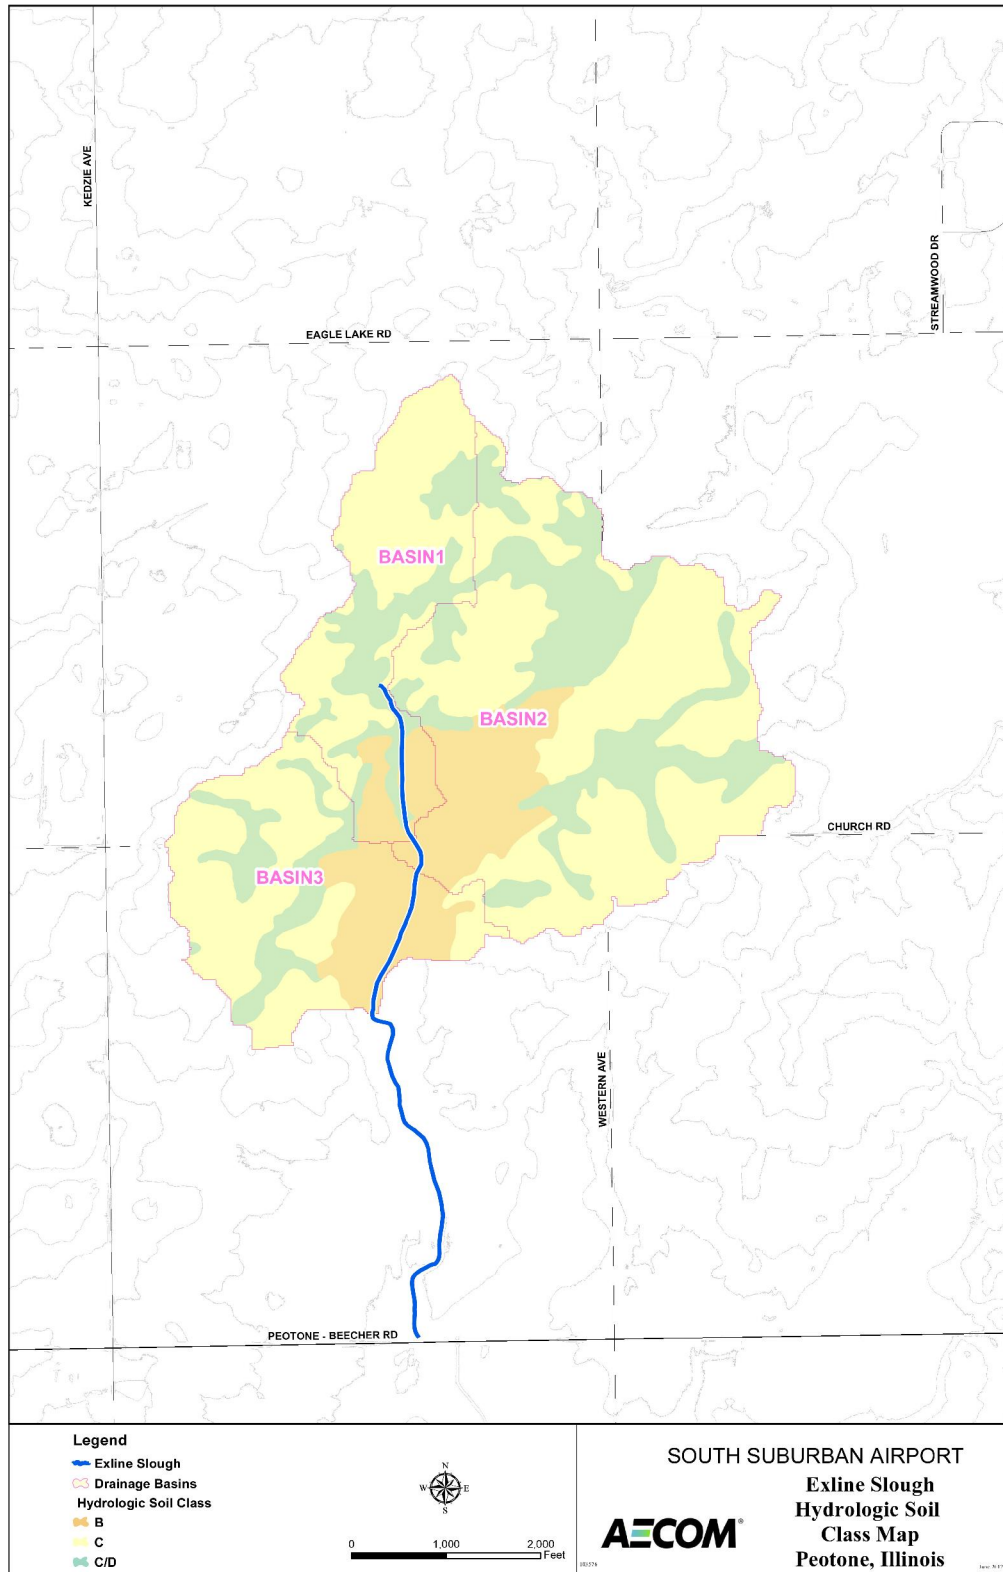 KEDZIE AVE
STREAMWOOD DR
EAGLE LAKE RD
BASIN1
BASIN2
CHURCH RD
BASIN3
WESTERN AVE
PEOTONE - BEECHER RD
Legend
Exline Slough
Drainage Basins
Hydrologic Soil Class
B
C
C/D
N
W E
S
0 1,000 2,000
Feet
SOUTH SUBURBAN AIRPORT
Exline Slough
Hydrologic Soil
Class Map
Peotone, Illinois
AECOM